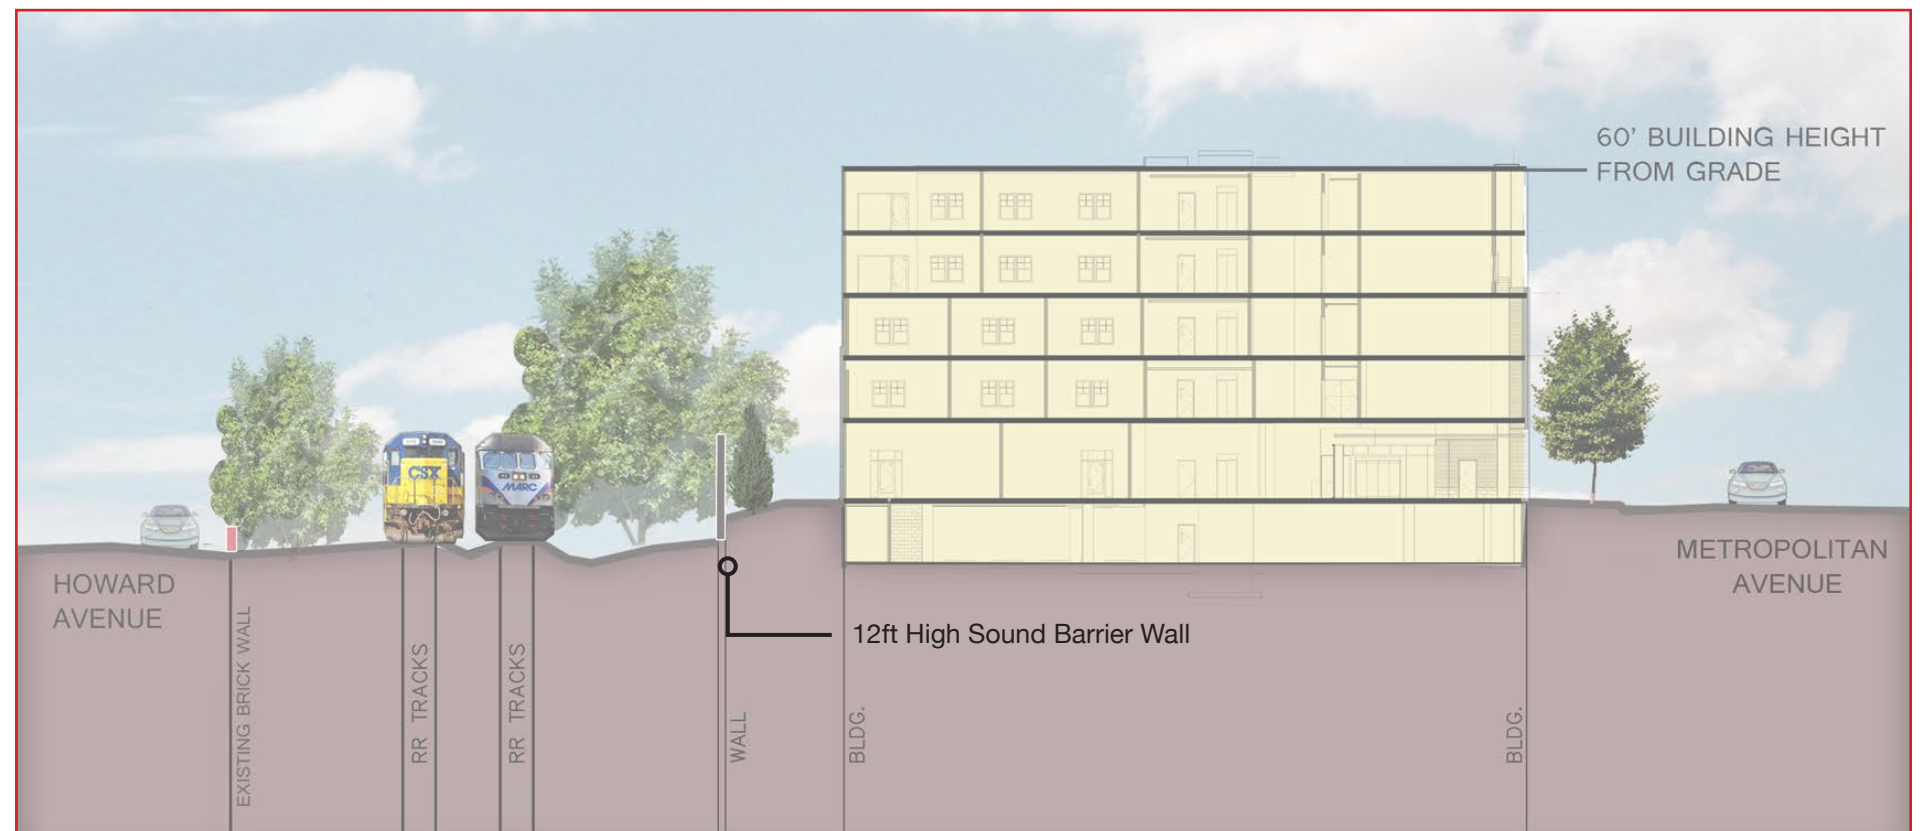 60’ BUILDING HEIGHT
FROM GRADE
CSX
MARC
HOWARD
AVENUE
METROPOLITAN
AVENUE
12ft High Sound Barrier Wall
EXISTING BRICK WALL
RR TRACKS
RR TRACKS
WALL
BLDG.
BLDG.